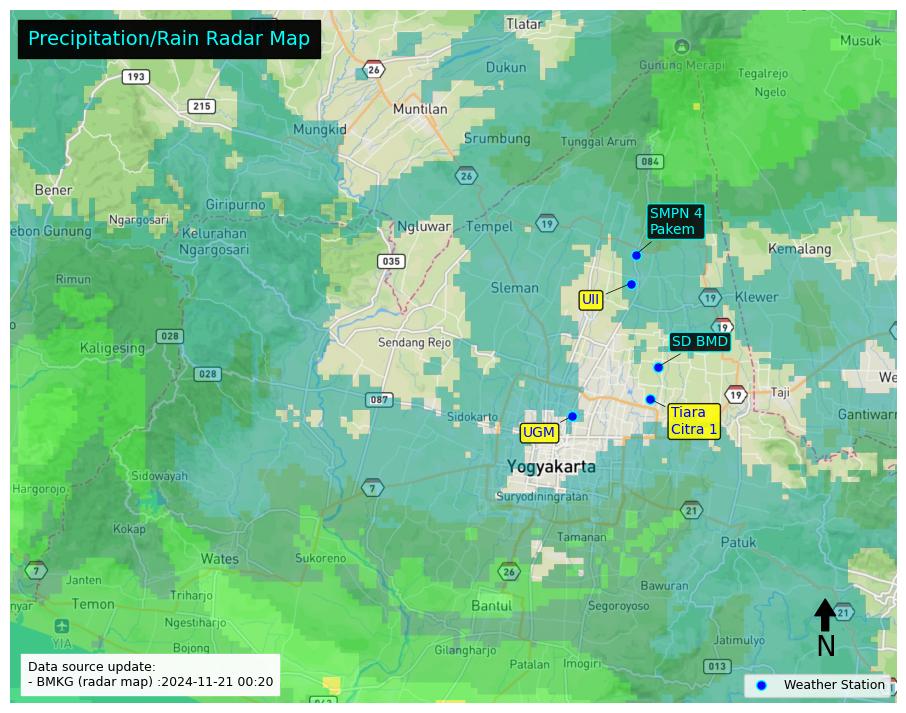 Precipitation/Rain Radar Map
Tlatar
Musuk
26
Gunung Merapi
Dukun
Tegalrejo
193
Ngelo
215
Muntilan
Mungkid
Srumbung
Tunggal Arum
084
26
Bener
Giripurno
SMPN 4
Pakem
Ngargosari
Ngluwar
Tempel
19
ebon Gunung
Kelurahan
Ngargosari
Kemalang
035
Rimun
Sleman
UII
19
Klewer
19
028
SD BMD
Kaligesing
Sendang Rejo
028
We
087
19
Taji
Sidokarto
Tiara
Citra 1
Gantiwarn
UGM
Yogyakarta
Sidowayah
Hargorojo
7
Suryodiningratan
21
Kokap
Tamanan
Patuk
Wates
Sukoreno
7
26
Janten
Bawuran
Triharjo
nyar
Temon
Bantul
Segoroyoso
21
Ngestiharjo
YIA
Bojong
Jatimulyo
N
Gilangharjo
Patalan
Imogiri
013
Data source update:
- BMKG (radar map) :2024-11-21 00:20
Weather Station